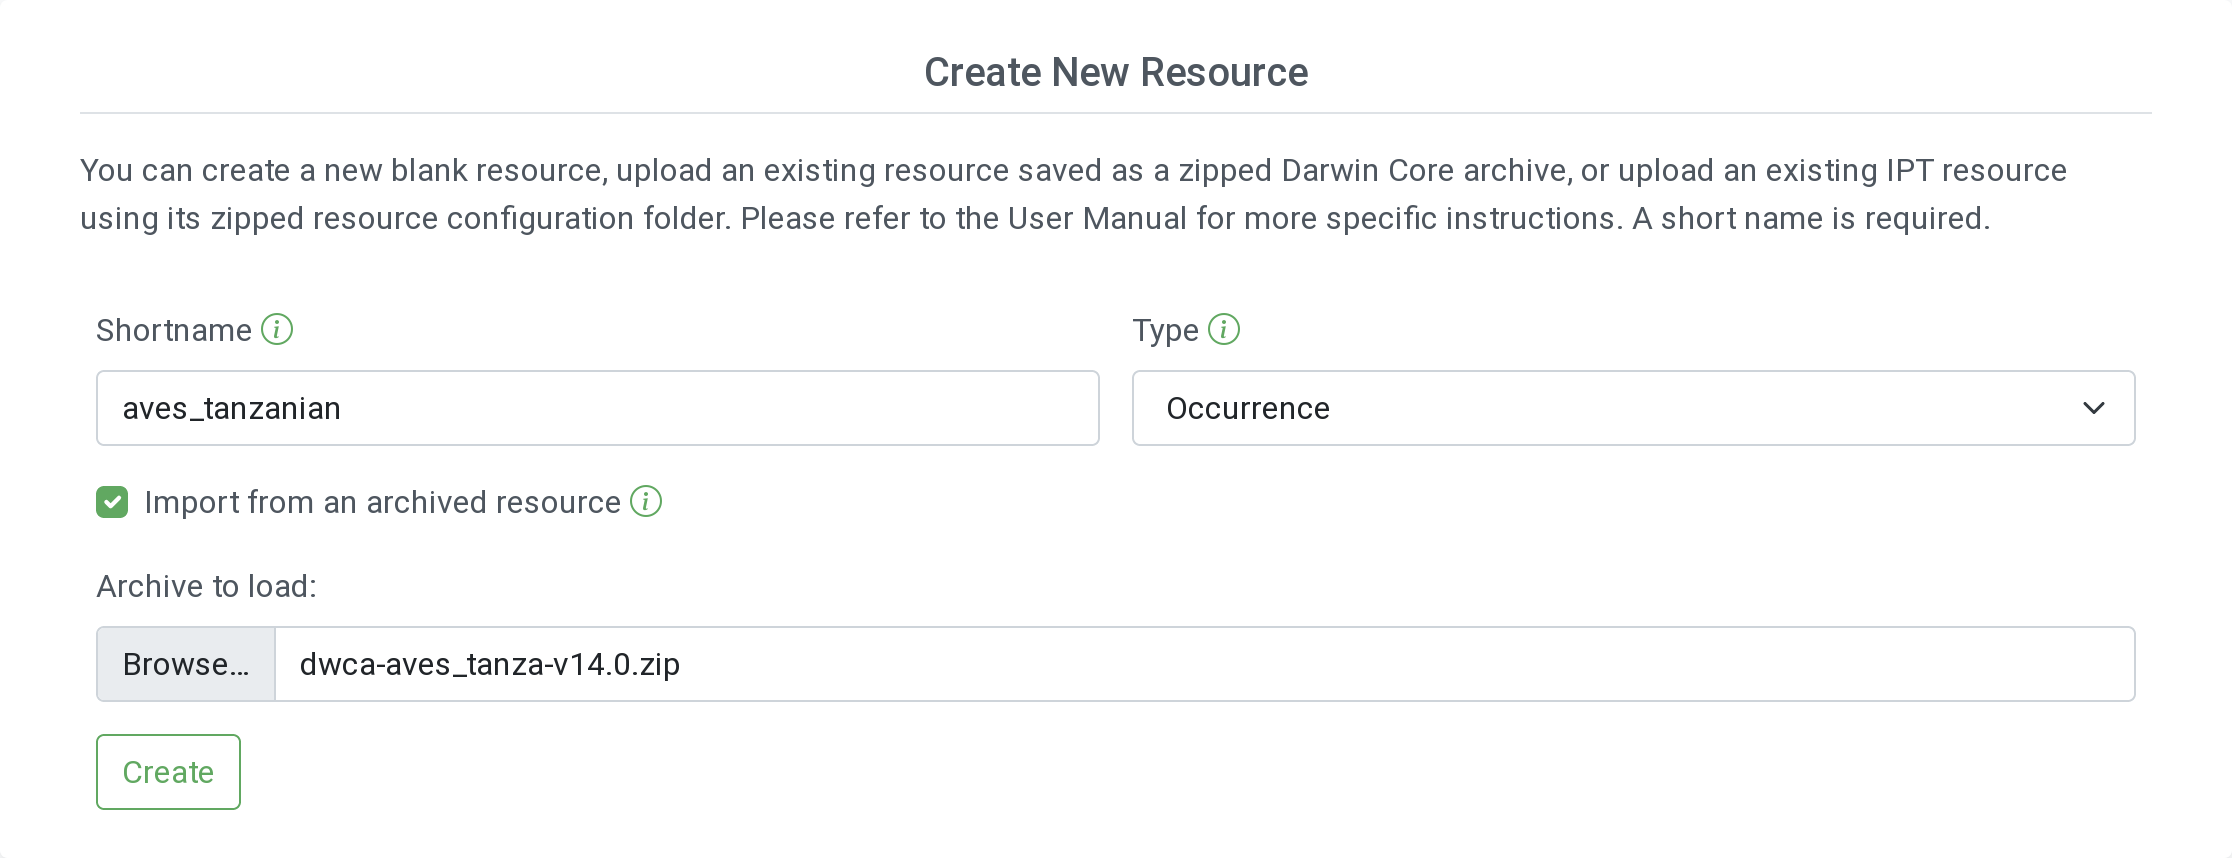 Create New Resource
You can create a new blank resource, upload an existing resource saved as a zipped Darwin Core archive, or upload an existing IPT resource
using its zipped resource configuration folder. Please refer to the User Manual for more specific instructions. A short name is required.
Shortname i
Type i
aves_tanzanian
Occurrence
Import from an archived resource i
Archive to load:
Browse... dwca-aves_tanza-v14.0.zip
Create